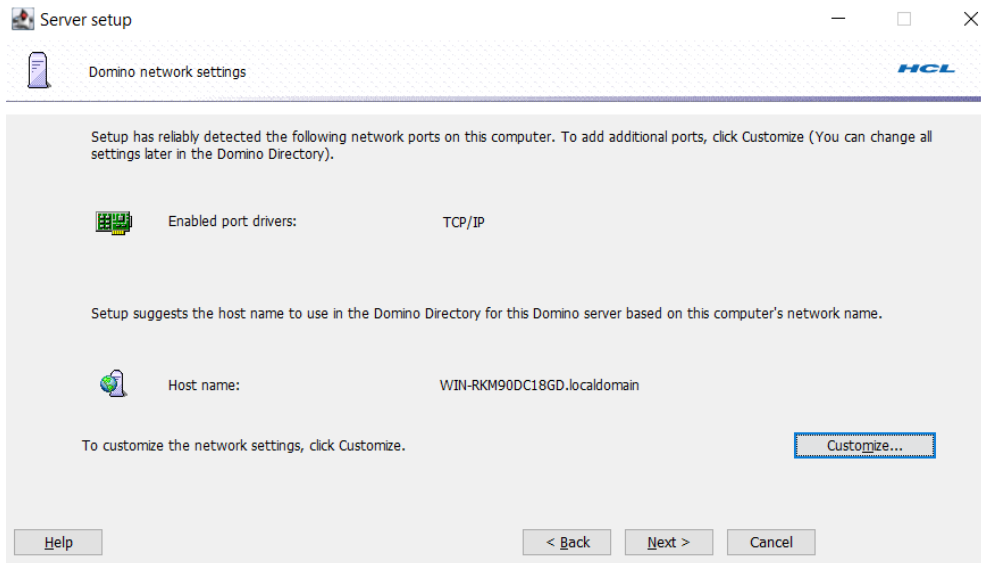 Server setup
Domino network settings
HCL
Setup has reliably detected the following network ports on this computer. To add additional ports, click Customize (You can change all
settings later in the Domino Directory).
Enabled port drivers: TCP/IP
Setup suggests the host name to use in the Domino Directory for this Domino server based on this computer's network name.
Host name: WIN-RKM90DC18GD.localdomain
To customize the network settings, click Customize. Customize...
Help < Back Next > Cancel